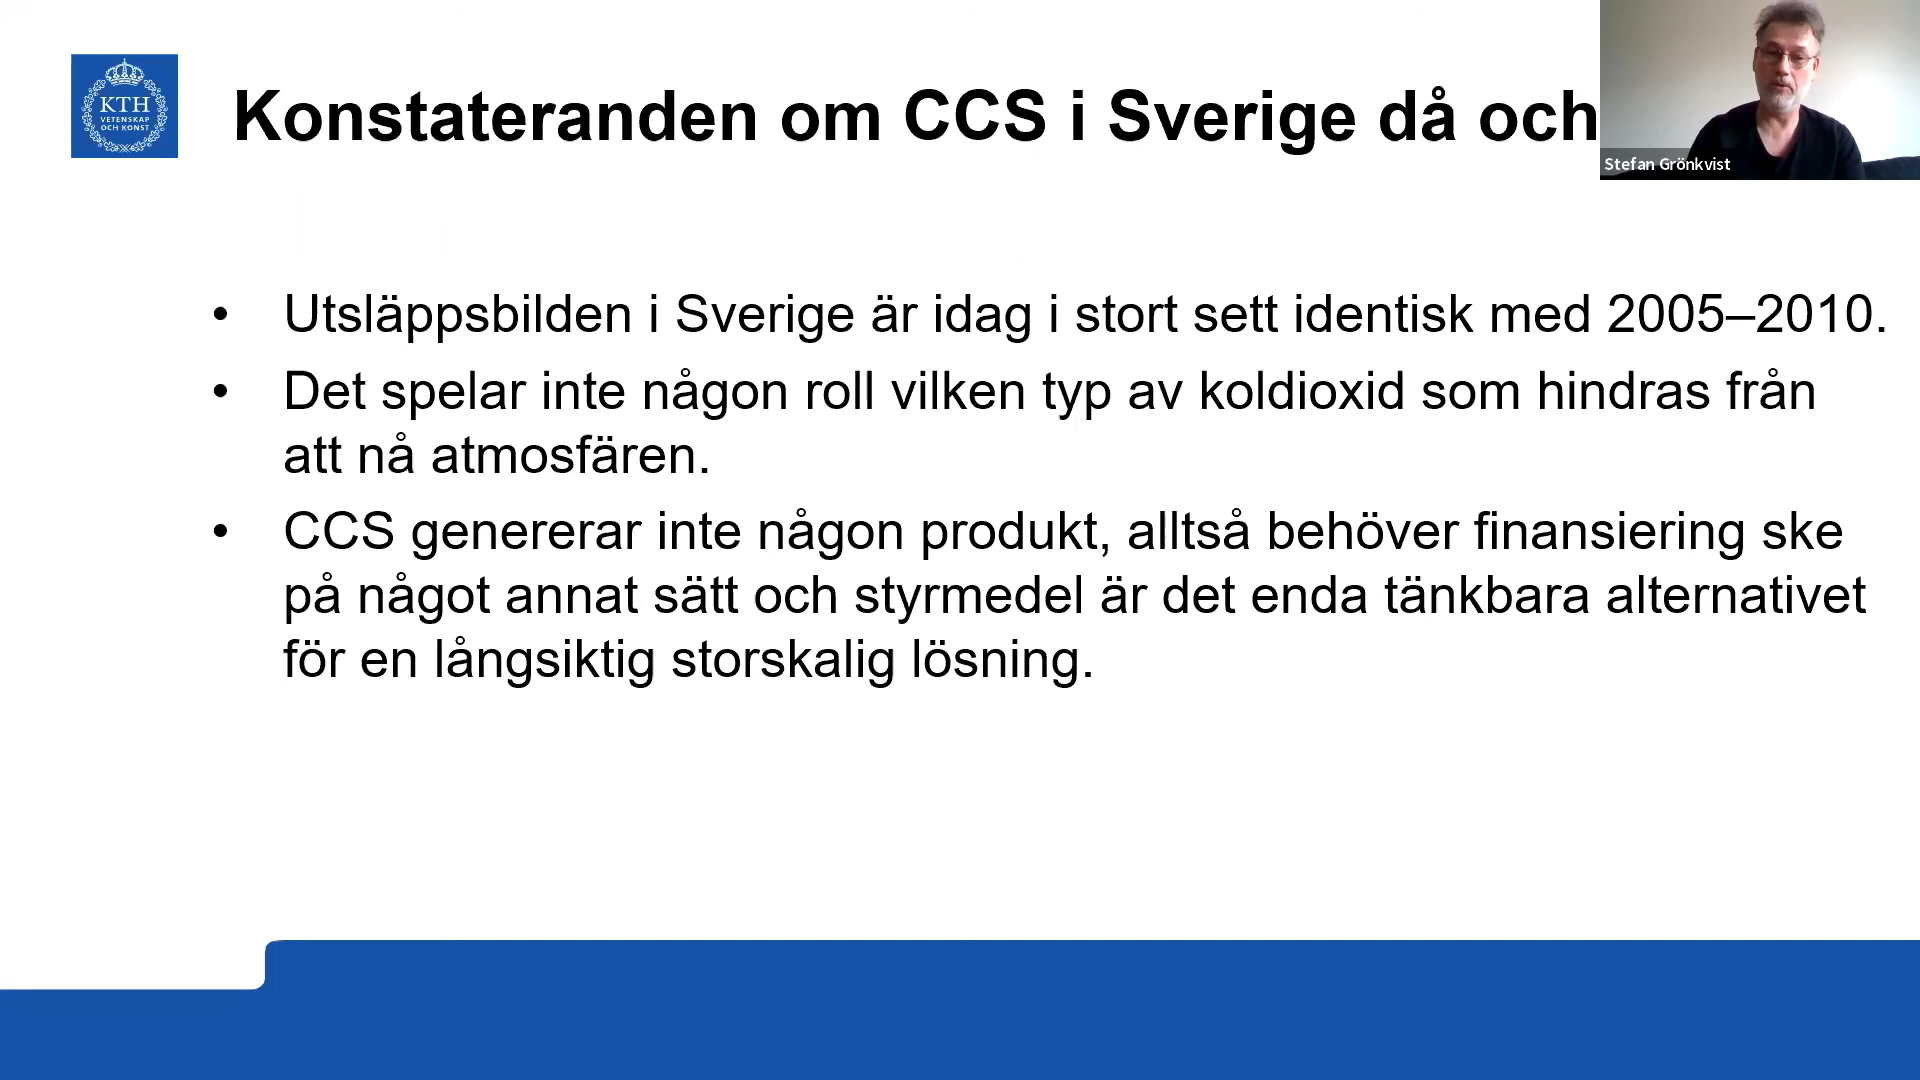 KTH
VETENSKAP
OCH KONST
Konstateranden om CCS i Sverige då och
Stefan Grönkvist
• Utsläppsbilden i Sverige är idag i stort sett identisk med 2005–2010.
• Det spelar inte någon roll vilken typ av koldioxid som hindras från
att nå atmosfären.
• CCS genererar inte någon produkt, alltså behöver finansiering ske
på något annat sätt och styrmedel är det enda tänkbara alternativet
för en långsiktig storskalig lösning.